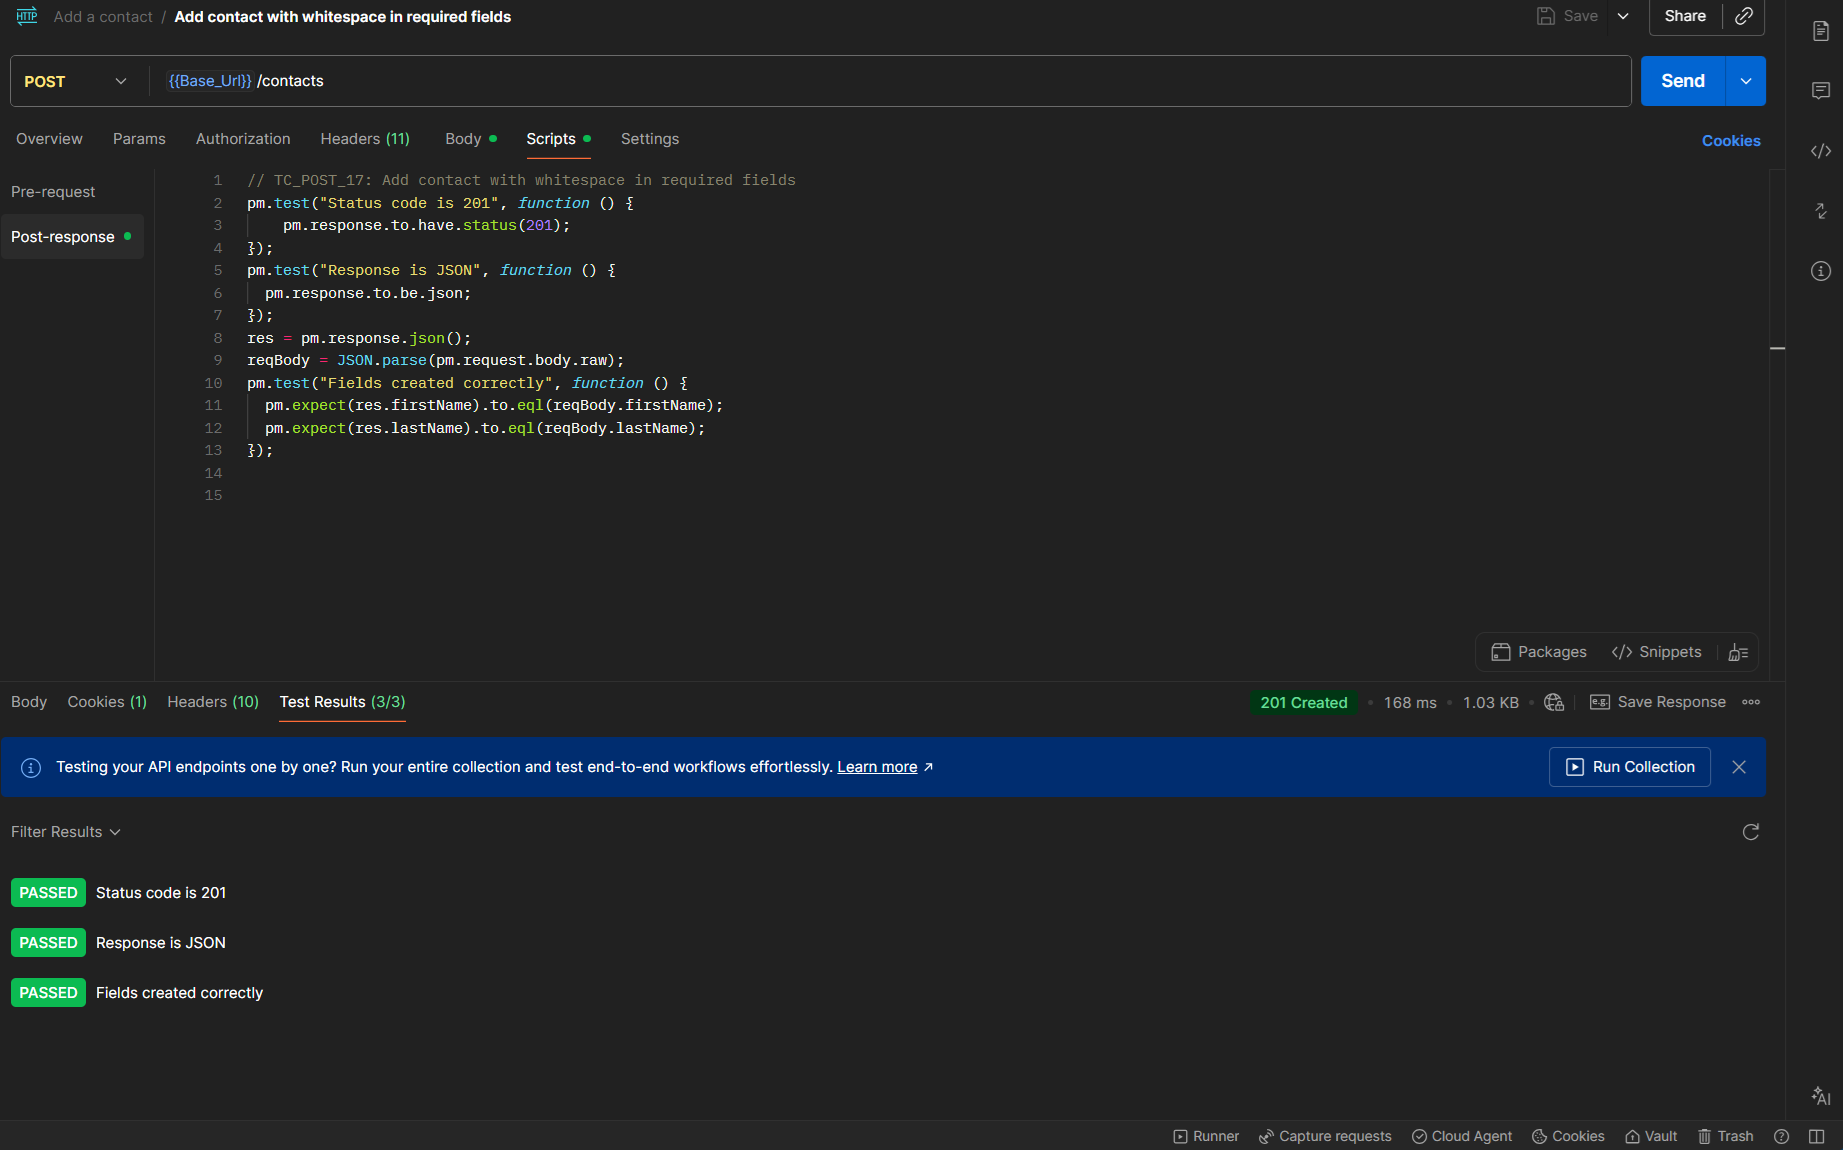 HTTP Add a contact / Add contact with whitespace in required fields Save Share
POST {{Base_Url}} /contacts Send
Overview Params Authorization Headers (11) Body Scripts Settings Cookies
Pre-request
Post-response
1 // TC_POST_17: Add contact with whitespace in required fields
2 pm.test("Status code is 201", function () {
3 pm.response.to.have.status(201);
4 });
5 pm.test("Response is JSON", function () {
6 pm.response.to.be.json;
7 });
8 res = pm.response.json();
9 reqBody = JSON.parse(pm.request.body.raw);
10 pm.test("Fields created correctly", function () {
11 pm.expect(res.firstName).to.eql(reqBody.firstName);
12 pm.expect(res.lastName).to.eql(reqBody.lastName);
13 });
14
15
Packages </> Snippets
Body Cookies (1) Headers (10) Test Results (3/3) 201 Created • 168 ms • 1.03 KB • e.g. Save Response
Testing your API endpoints one by one? Run your entire collection and test end-to-end workflows effortlessly. Learn more ↗ Run Collection
Filter Results
PASSED Status code is 201
PASSED Response is JSON
PASSED Fields created correctly
AI
Runner Capture requests Cloud Agent Cookies Vault Trash